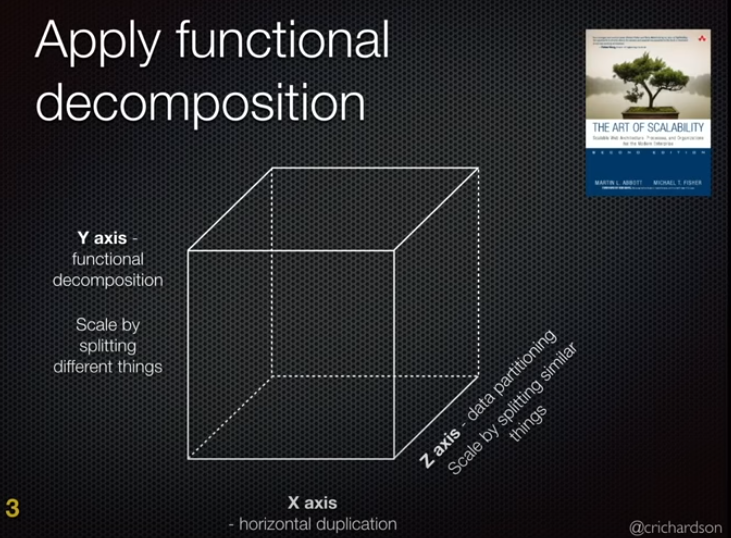 Apply functional
decomposition
THE ART OF SCALABILITY
Scalable Web Architecture, Processes, and Organizations
for the Modern Enterprise
SECOND EDITION
MARTIN L. ABBOTT MICHAEL T. FISHER
Y axis -
functional
decomposition
Scale by
splitting
different things
Z axis - data partitioning
Scale by splitting similar
things
X axis
- horizontal duplication
3
@crichardson